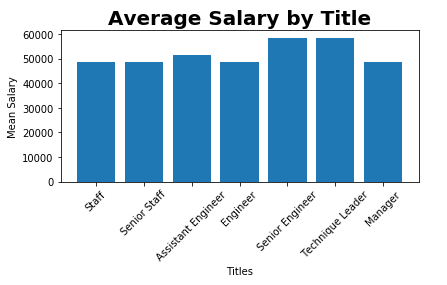 Average Salary by Title
Mean Salary
60000
50000
40000
30000
20000
10000
0
Staff
Senior Staff
Assistant Engineer
Engineer
Senior Engineer
Technique Leader
Manager
Titles